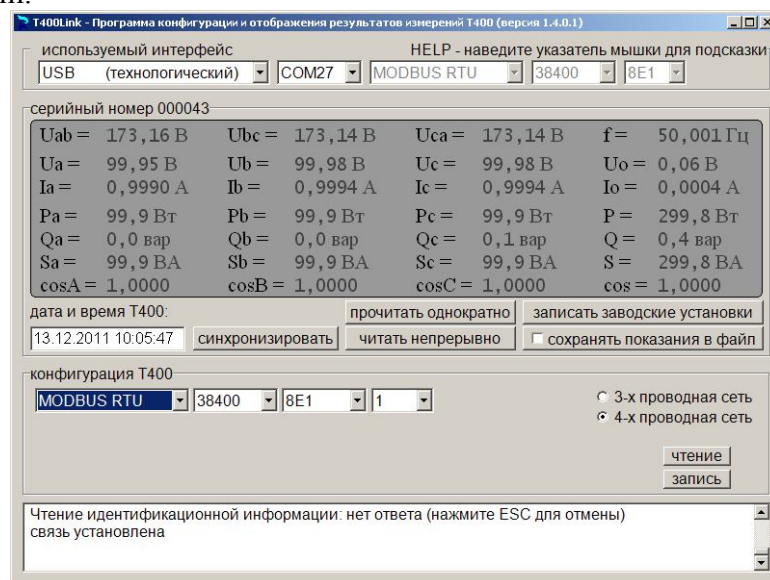 T400Link - Программа конфигурации и отображения результатов измерений T400 (версия 1.4.0.1)
используемый интерфейс HELP - наведите указатель мышки для подсказки
USB (технологический) COM27 MODBUS RTU 38400 8E1
серийный номер 000043
Uab = 173,16 В Ubc = 173,14 В Uca = 173,14 В f = 50,001 Гц
Ua = 99,95 В Ub = 99,98 В Uc = 99,98 В Uo = 0,06 В
Ia = 0,9990 А Ib = 0,9994 А Ic = 0,9994 А Io = 0,0004 А
Pa = 99,9 Вт Pb = 99,9 Вт Pc = 99,9 Вт P = 299,8 Вт
Qa = 0,0 вар Qb = 0,0 вар Qc = 0,1 вар Q = 0,4 вар
Sa = 99,9 ВА Sb = 99,9 ВА Sc = 99,9 ВА S = 299,8 ВА
cosA = 1,0000 cosB = 1,0000 cosC = 1,0000 cos = 1,0000
дата и время T400: прочитать однократно записать заводские установки
13.12.2011 10:05:47 синхронизировать читать непрерывно сохранять показания в файл
конфигурация T400
MODBUS RTU 38400 8E1 1 3-х проводная сеть
4-х проводная сеть
чтение
запись
Чтение идентификационной информации: нет ответа (нажмите ESC для отмены)
связь установлена